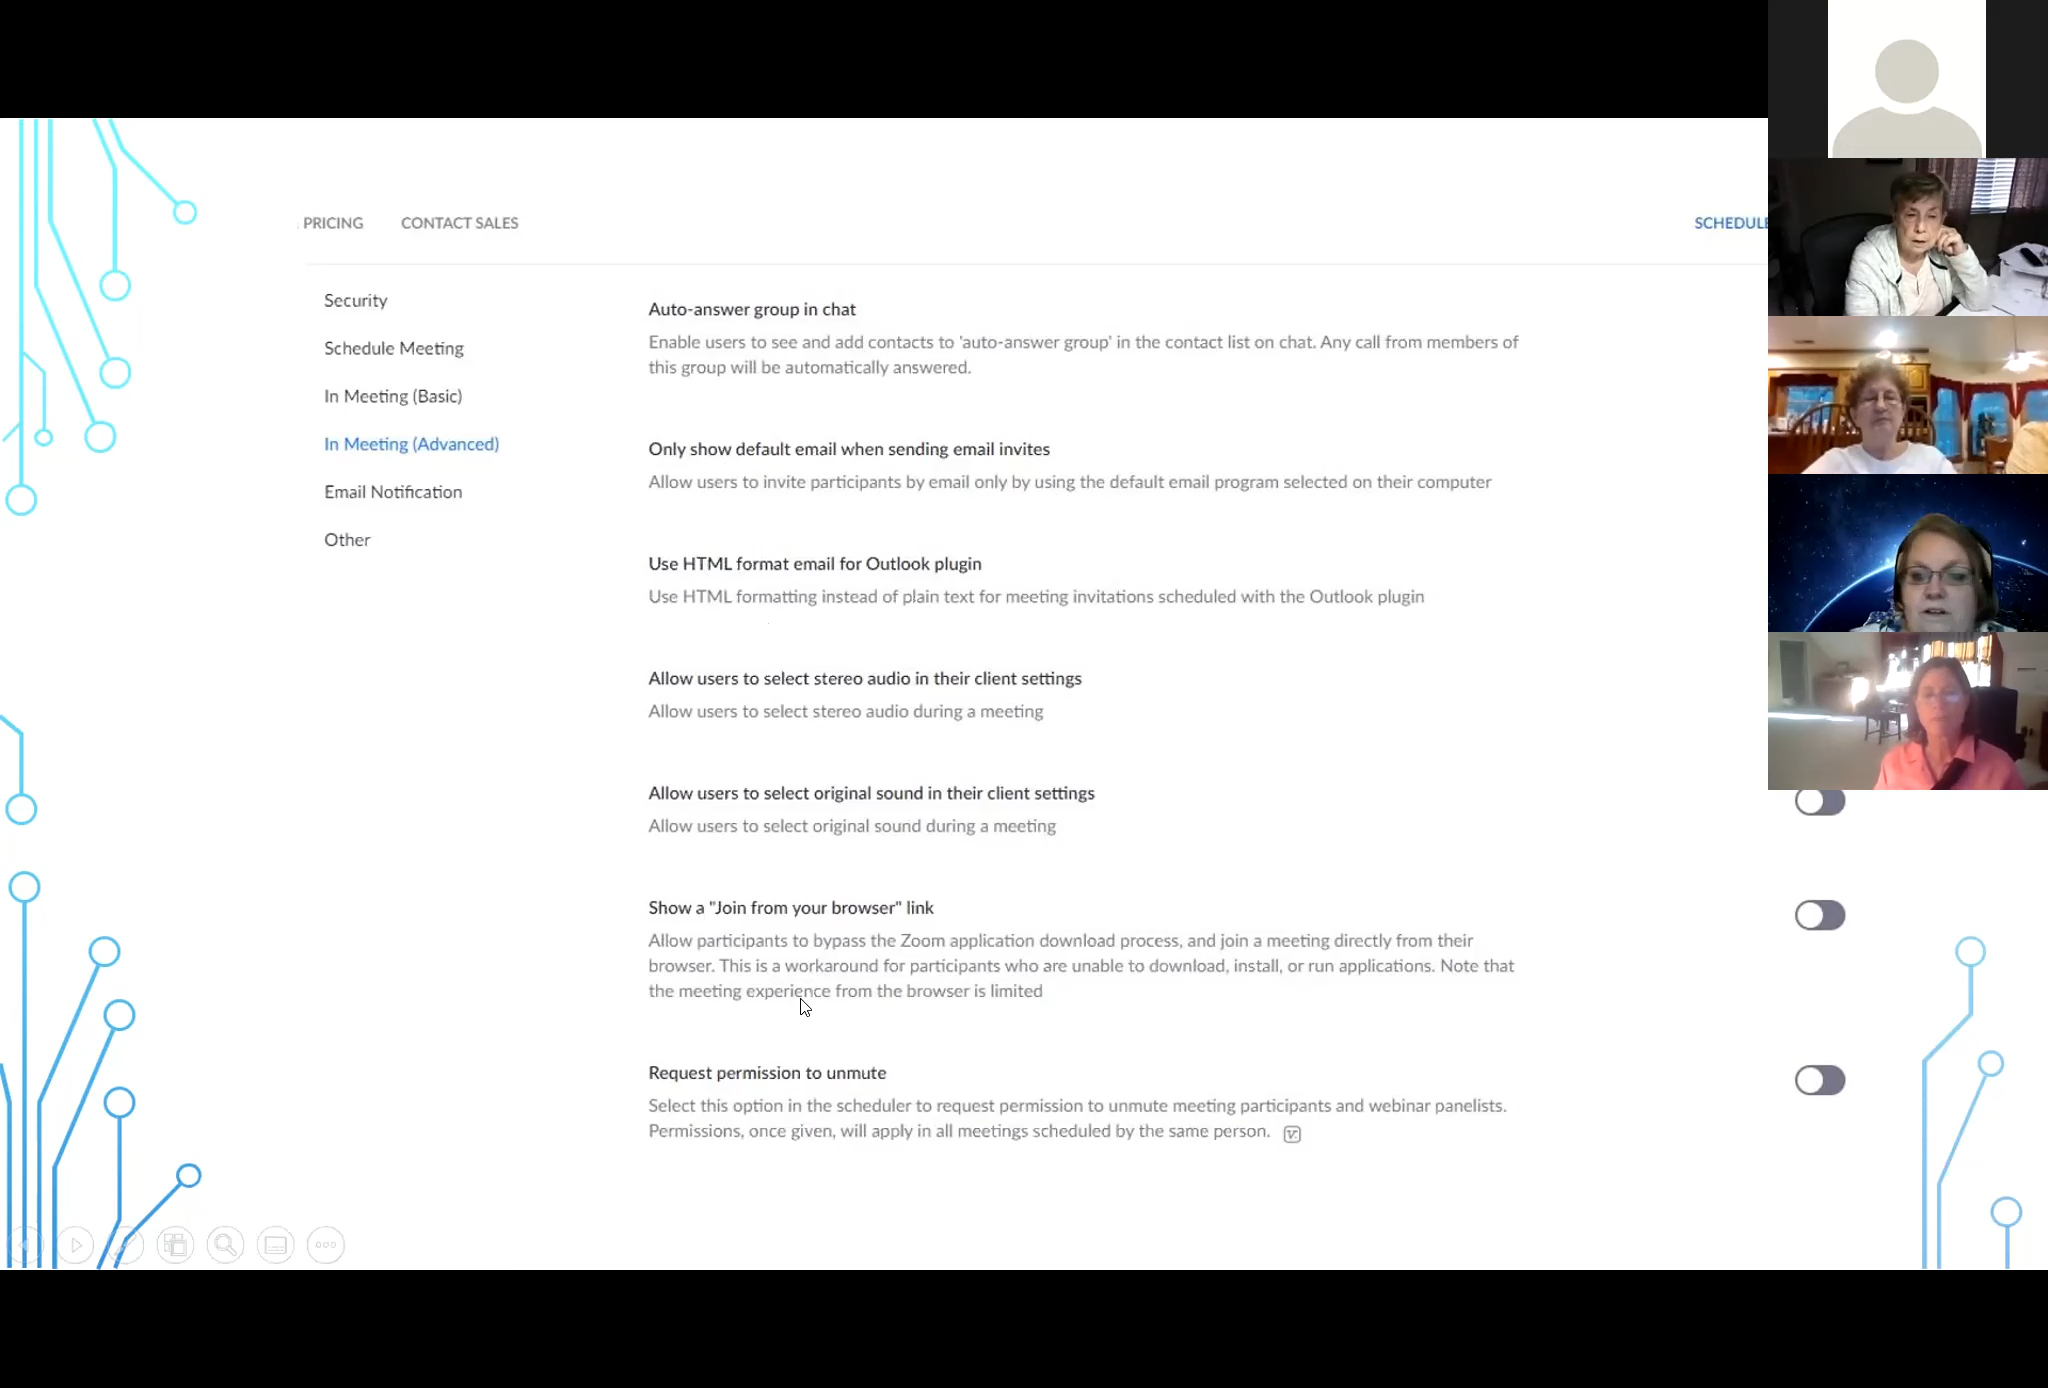 PRICING CONTACT SALES SCHEDULE
Security
Schedule Meeting
In Meeting (Basic)
In Meeting (Advanced)
Email Notification
Other
Auto-answer group in chat
Enable users to see and add contacts to 'auto-answer group' in the contact list on chat. Any call from members of
this group will be automatically answered.
Only show default email when sending email invites
Allow users to invite participants by email only by using the default email program selected on their computer
Use HTML format email for Outlook plugin
Use HTML formatting instead of plain text for meeting invitations scheduled with the Outlook plugin
Allow users to select stereo audio in their client settings
Allow users to select stereo audio during a meeting
Allow users to select original sound in their client settings
Allow users to select original sound during a meeting
Show a "Join from your browser" link
Allow participants to bypass the Zoom application download process, and join a meeting directly from their
browser. This is a workaround for participants who are unable to download, install, or run applications. Note that
the meeting experience from the browser is limited
Request permission to unmute
Select this option in the scheduler to request permission to unmute meeting participants and webinar panelists.
Permissions, once given, will apply in all meetings scheduled by the same person.